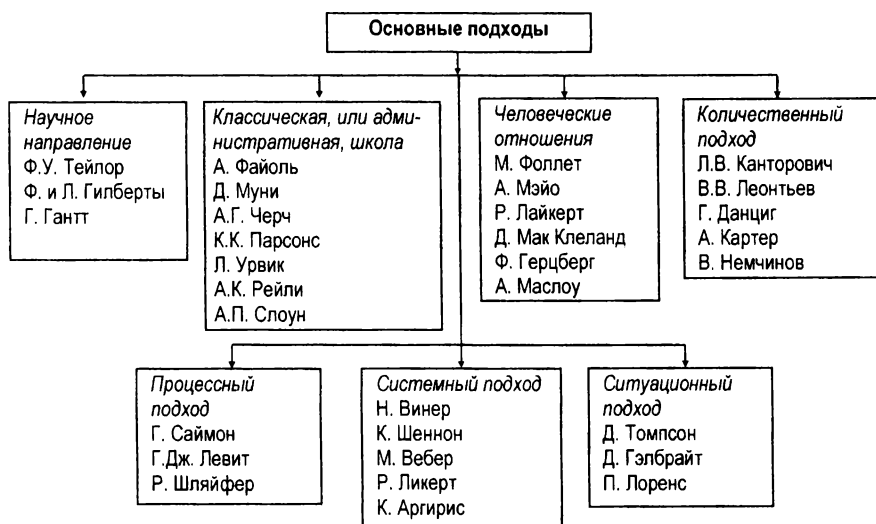 Основные подходы
Научное
направление
Ф.У. Тейлор
Ф. и Л. Гилберты
Г. Гантт
Классическая, или адми-
нистративная, школа
А. Файоль
Д. Муни
А.Г. Черч
К.К. Парсонс
Л. Урвик
А.К. Рейли
А.П. Слоун
Человеческие
отношения
М. Фоллет
А. Мэйо
Р. Лайкерт
Д. Мак Клеланд
Ф. Герцберг
А. Маслоу
Количественный
подход
Л.В. Канторович
В.В. Леонтьев
Г. Данциг
А. Картер
В. Немчинов
Процессный
подход
Г. Саймон
Г.Дж. Левит
Р. Шляйфер
Системный подход
Н. Винер
К. Шеннон
М. Вебер
Р. Ликерт
К. Аргирис
Ситуационный
подход
Д. Томпсон
Д. Гэлбрайт
П. Лоренс